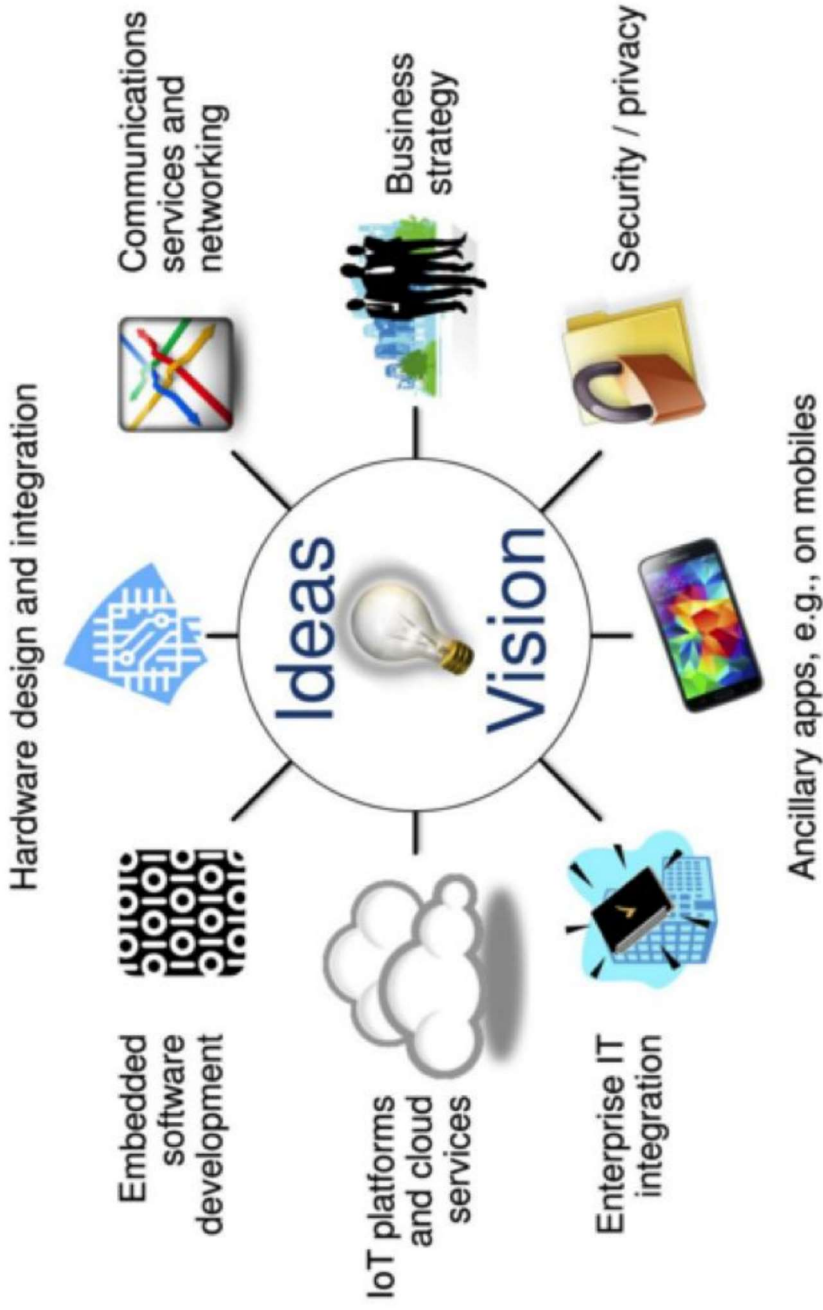 Hardware design and integration
Embedded
software
development
Communications
services and
networking
Ideas
Vision
IoT platforms
and cloud
services
Business
strategy
Enterprise IT
integration
Security / privacy
Ancillary apps, e.g., on mobiles